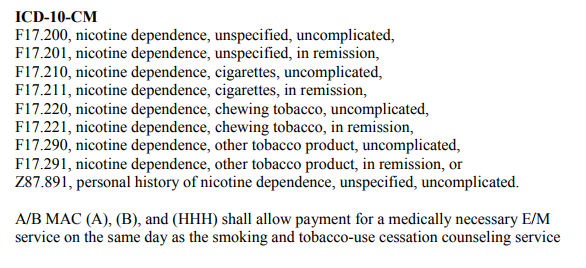 ICD-10-CM
F17.200, nicotine dependence, unspecified, uncomplicated,
F17.201, nicotine dependence, unspecified, in remission,
F17.210, nicotine dependence, cigarettes, uncomplicated,
F17.211, nicotine dependence, cigarettes, in remission,
F17.220, nicotine dependence, chewing tobacco, uncomplicated,
F17.221, nicotine dependence, chewing tobacco, in remission,
F17.290, nicotine dependence, other tobacco product, uncomplicated,
F17.291, nicotine dependence, other tobacco product, in remission, or
Z87.891, personal history of nicotine dependence, unspecified, uncomplicated.
A/B MAC (A), (B), and (HHH) shall allow payment for a medically necessary E/M
service on the same day as the smoking and tobacco-use cessation counseling service